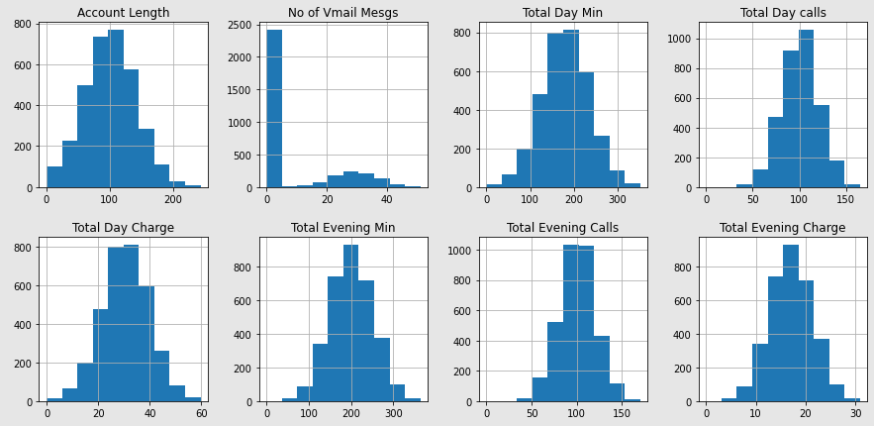 Account Length
800
600
400
200
0
0 100 200
No of Vmail Mesgs
2500
2000
1500
1000
500
0
0 20 40
Total Day Min
800
600
400
200
0
0 100 200 300
Total Day calls
1000
800
600
400
200
0
0 50 100 150
Total Day Charge
800
600
400
200
0
0 20 40 60
Total Evening Min
800
600
400
200
0
0 100 200 300
Total Evening Calls
1000
800
600
400
200
0
0 50 100 150
Total Evening Charge
800
600
400
200
0
0 10 20 30